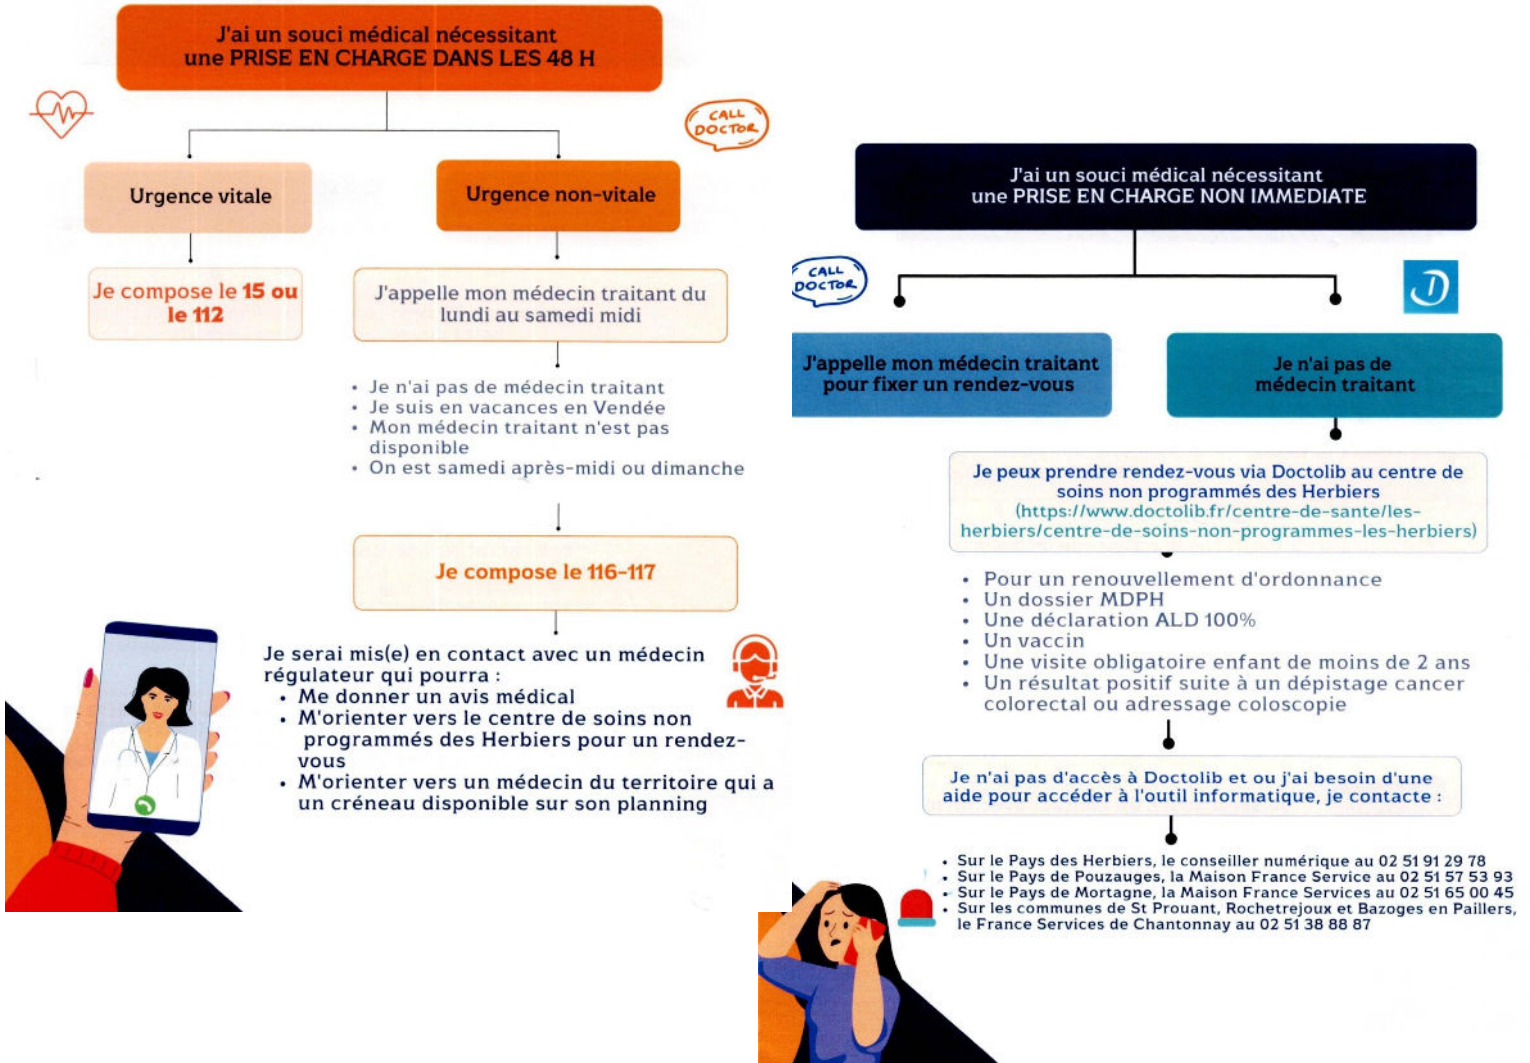 J'ai un souci médical nécessitant
une PRISE EN CHARGE DANS LES 48 H
CALL
DOCTOR
Urgence vitale
Urgence non-vitale
Je compose le 15 ou
le 112
J'appelle mon médecin traitant du
lundi au samedi midi
• Je n'ai pas de médecin traitant
• Je suis en vacances en Vendée
• Mon médecin traitant n'est pas
disponible
• On est samedi après-midi ou dimanche
Je compose le 116-117
Je serai mis(e) en contact avec un médecin
régulateur qui pourra :
• Me donner un avis médical
• M'orienter vers le centre de soins non
programmés des Herbiers pour un rendez-
vous
• M'orienter vers un médecin du territoire qui a
un créneau disponible sur son planning
J'ai un souci médical nécessitant
une PRISE EN CHARGE NON IMMEDIATE
CALL
DOCTOR
D
J'appelle mon médecin traitant
pour fixer un rendez-vous
Je n'ai pas de
médecin traitant
Je peux prendre rendez-vous via Doctolib au centre de
soins non programmés des Herbiers
(https://www.doctolib.fr/centre-de-sante/les-
herbiers/centre-de-soins-non-programmes-les-herbiers)
• Pour un renouvellement d'ordonnance
• Un dossier MDPH
• Une déclaration ALD 100%
• Un vaccin
• Une visite obligatoire enfant de moins de 2 ans
• Un résultat positif suite à un dépistage cancer
colorectal ou adressage coloscopie
Je n'ai pas d'accès à Doctolib et ou j'ai besoin d'une
aide pour accéder à l'outil informatique, je contacte :
• Sur le Pays des Herbiers, le conseiller numérique au 02 51 91 29 78
• Sur le Pays de Pouzauges, la Maison France Service au 02 51 57 53 93
• Sur le Pays de Mortagne, la Maison France Services au 02 51 65 00 45
• Sur les communes de St Prouant, Rochetrejoux et Bazoges en Paillers,
le France Services de Chantonnay au 02 51 38 88 87